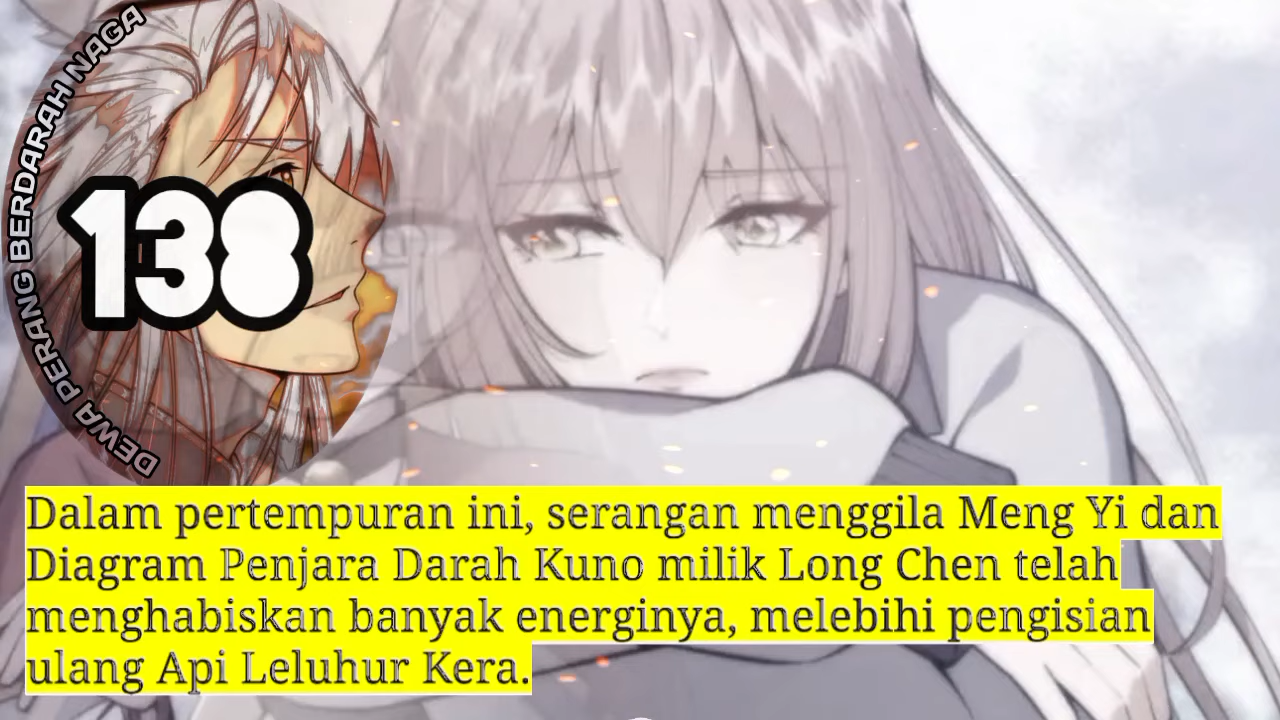 DEWA PERANG BERDARAH NAGA
138
Dalam pertempuran ini, serangan menggila Meng Yi dan
Diagram Penjara Darah Kuno milik Long Chen telah
menghabiskan banyak energinya, melebihi pengisian
ulang Api Leluhur Kera.